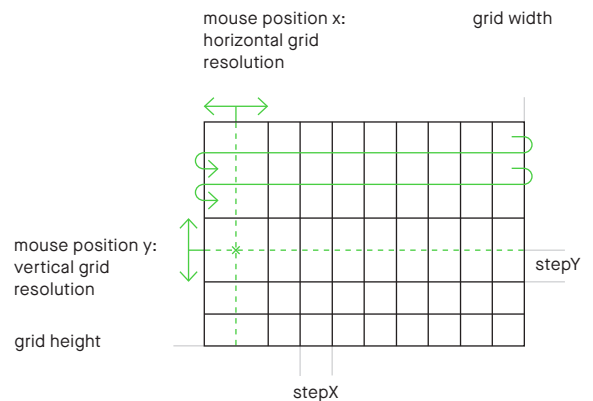 mouse position x:
horizontal grid
resolution
grid width
mouse position y:
vertical grid
resolution
stepY
grid height
stepX